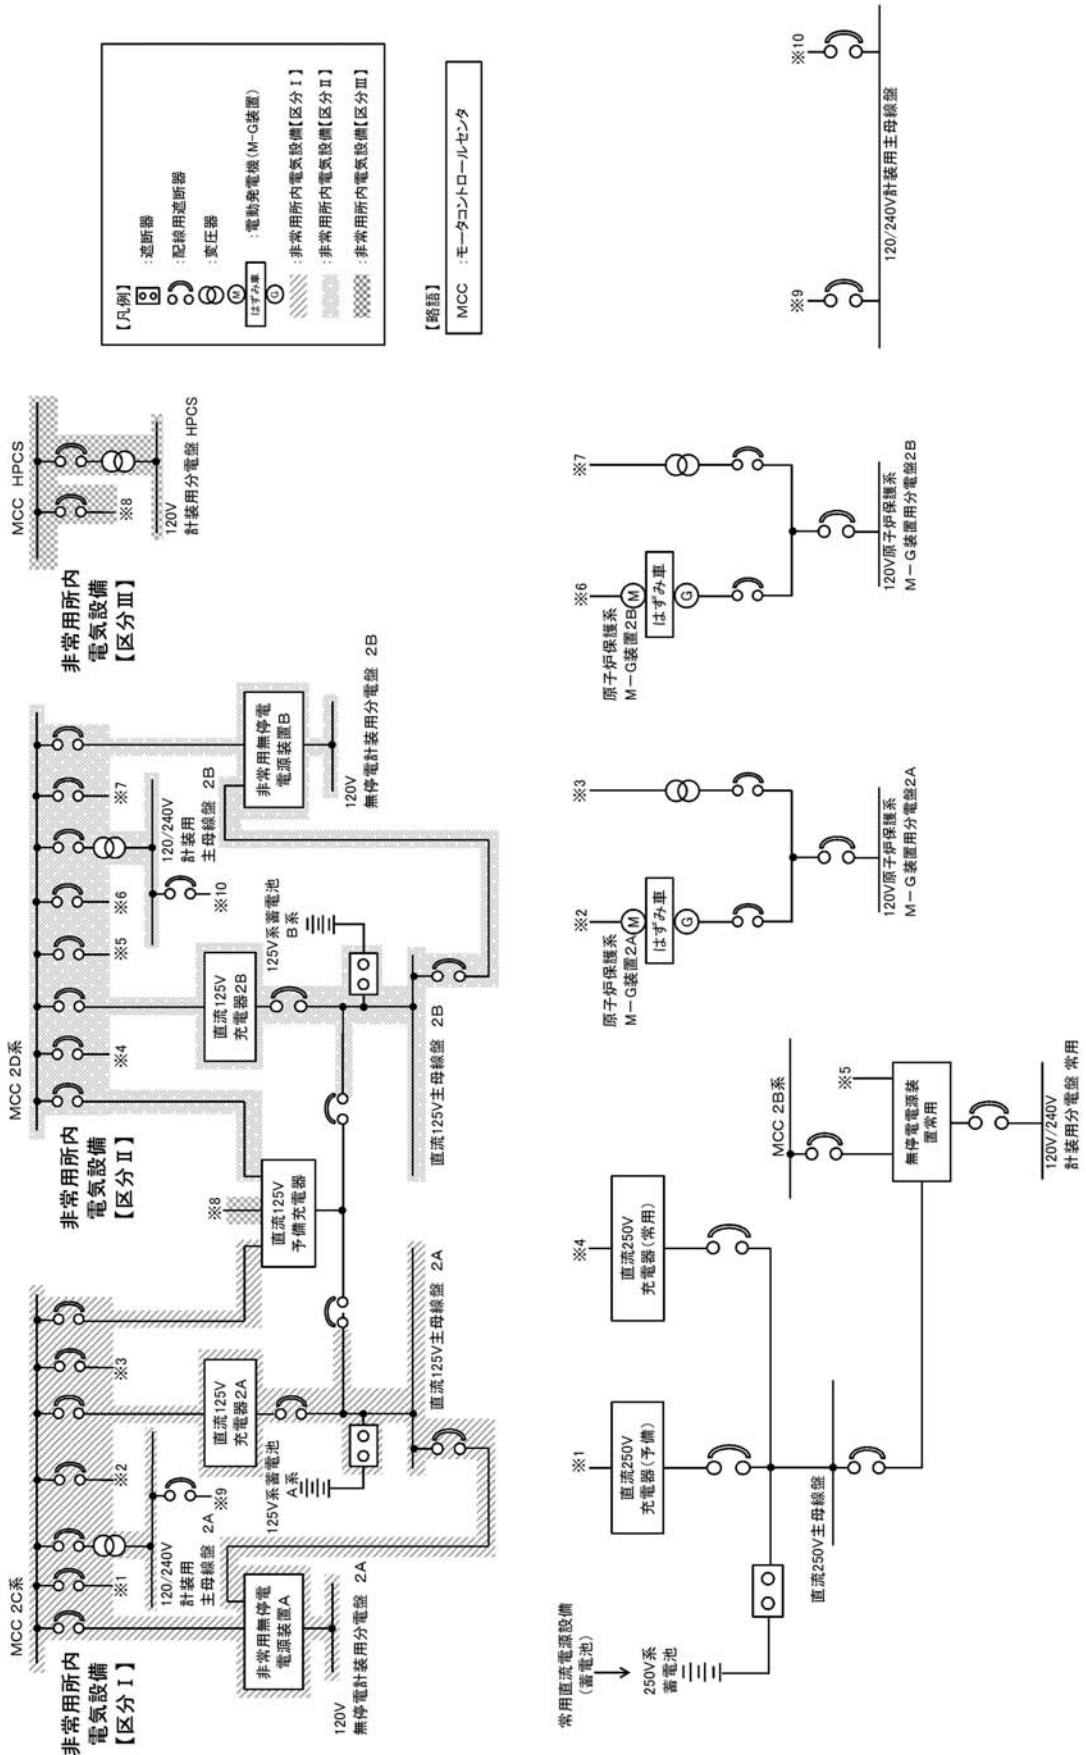 非常用所内
電気設備
【区分Ⅰ】
MCC 2C系
※1
※2
※3
120/240V
計装用
主母線盤 2A
※9
直流125V
充電器2A
125V系蓄電池
A系
非常用無停電
電源装置A
120V
無停電計装用分電盤 2A
直流125V主母線盤 2A
※8
直流125V
予備充電器
非常用所内
電気設備
【区分Ⅱ】
MCC 2D系
※4
※5
※6
※7
120/240V
計装用
主母線盤 2B
※10
直流125V
充電器2B
125V系蓄電池
B系
非常用無停電
電源装置B
120V
無停電計装用分電盤 2B
直流125V主母線盤 2B
非常用所内
電気設備
【区分Ⅲ】
MCC HPCS
※8
120V
計装用分電盤 HPCS
【凡例】
:遮断器
:配線用遮断器
:変圧器
M
はずみ車
G
:電動発電機(M-G装置)
:非常用所内電気設備【区分Ⅰ】
:非常用所内電気設備【区分Ⅱ】
:非常用所内電気設備【区分Ⅲ】
【略語】
MCC :モータコントロールセンタ
常用直流電源設備
(蓄電池)
250V系
蓄電池
※1
直流250V
充電器(予備)
※4
直流250V
充電器(常用)
直流250V主母線盤
MCC 2B系
※5
無停電電源装
置常用
120V/240V
計装用分電盤 常用
※2
原子炉保護系
M-G装置2A
M
はずみ車
G
※3
120V原子炉保護系
M-G装置用分電盤2A
※6
原子炉保護系
M-G装置2B
M
はずみ車
G
※7
120V原子炉保護系
M-G装置用分電盤2B
※9
※10
120/240V計装用主母線盤